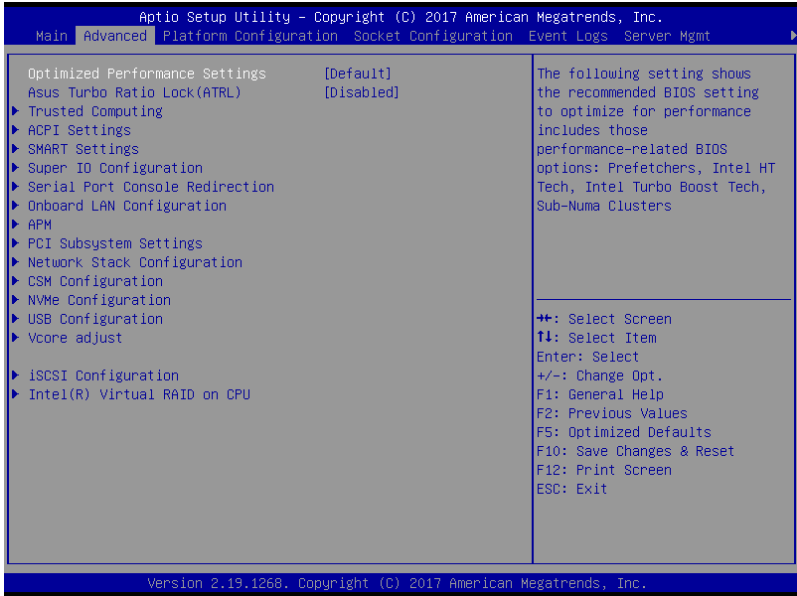 Aptio Setup Utility – Copyright (C) 2017 American Megatrends, Inc.
Main Advanced Platform Configuration Socket Configuration Event Logs Server Mgmt
Optimized Performance Settings [Default]
Asus Turbo Ratio Lock(ATRL) [Disabled]
Trusted Computing
ACPI Settings
SMART Settings
Super IO Configuration
Serial Port Console Redirection
Onboard LAN Configuration
APM
PCI Subsystem Settings
Network Stack Configuration
CSM Configuration
NVMe Configuration
USB Configuration
Vcore adjust
iSCSI Configuration
Intel(R) Virtual RAID on CPU
The following setting shows
the recommended BIOS setting
to optimize for performance
includes those
performance-related BIOS
options: Prefetchers, Intel HT
Tech, Intel Turbo Boost Tech,
Sub-Numa Clusters
→←: Select Screen
↑↓: Select Item
Enter: Select
+/-: Change Opt.
F1: General Help
F2: Previous Values
F5: Optimized Defaults
F10: Save Changes & Reset
F12: Print Screen
ESC: Exit
Version 2.19.1268. Copyright (C) 2017 American Megatrends, Inc.